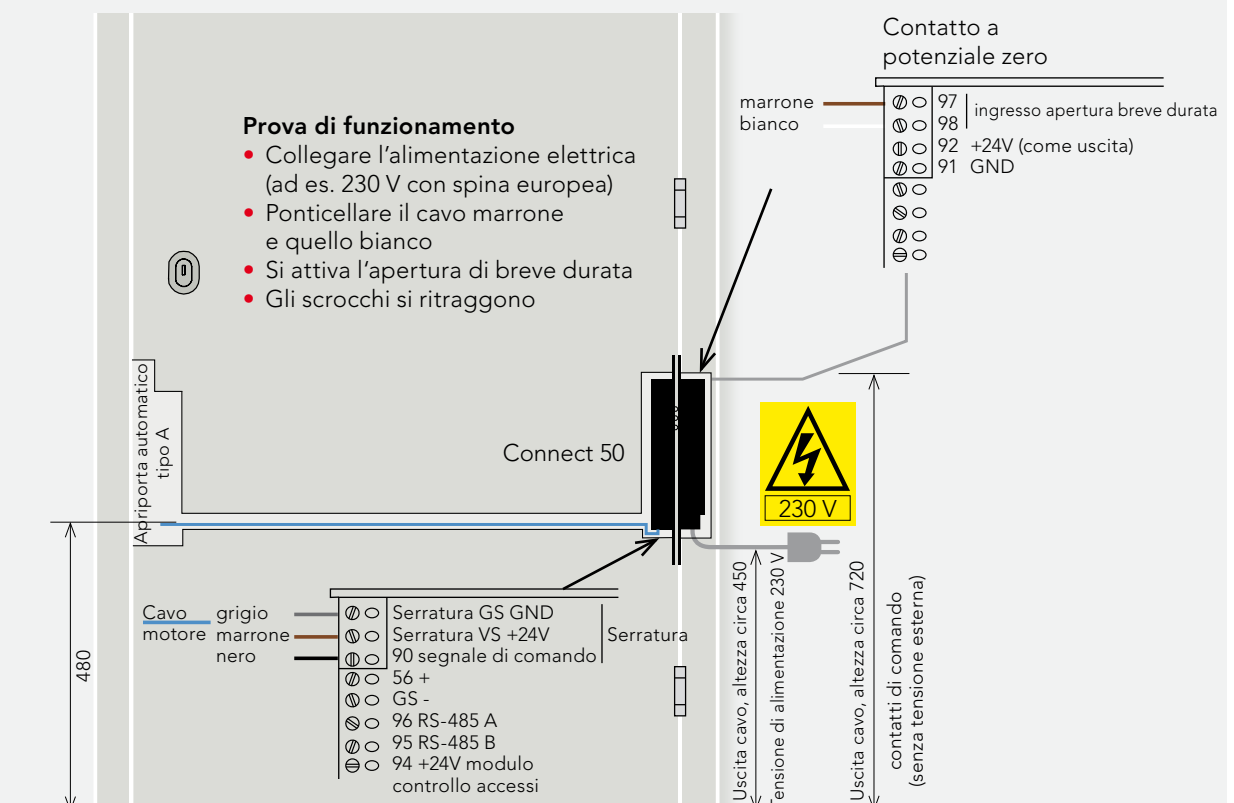 Contatto a
potenziale zero
marrone
bianco
97
98
ingresso apertura breve durata
92 +24V (come uscita)
91 GND
Prova di funzionamento
• Collegare l'alimentazione elettrica
(ad es. 230 V con spina europea)
• Ponticellare il cavo marrone
e quello bianco
• Si attiva l'apertura di breve durata
• Gli scrocchi si ritraggono
Apriporta automatico
tipo A
Connect 50
230 V
Cavo
motore
grigio
marrone
nero
Serratura GS GND
Serratura VS +24V
90 segnale di comando
Serratura
56 +
GS -
96 RS-485 A
95 RS-485 B
94 +24V modulo
controllo accessi
480
Uscita cavo, altezza circa 450
Tensione di alimentazione 230 V
Uscita cavo, altezza circa 720
contatti di comando
(senza tensione esterna)